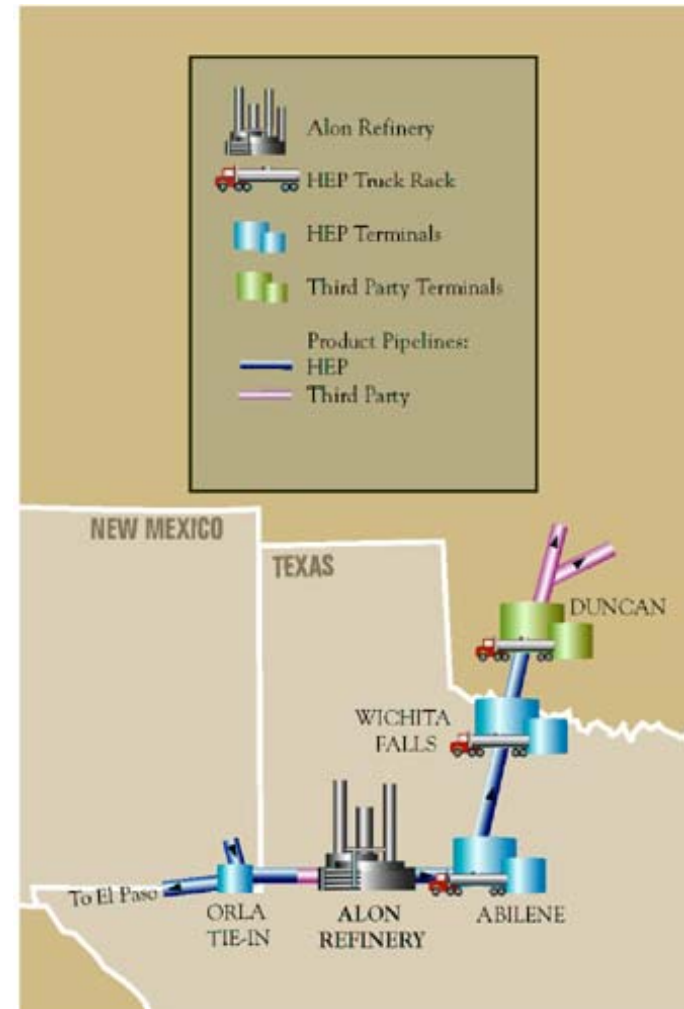 Alon Refinery
HEP Truck Rack
HEP Terminals
Third Party Terminals
Product Pipelines:
HEP
Third Party
NEW MEXICO
TEXAS
DUNCAN
WICHITA
FALLS
To El Paso
ORLA
TIE-IN
ALON
REFINERY
ABILENE